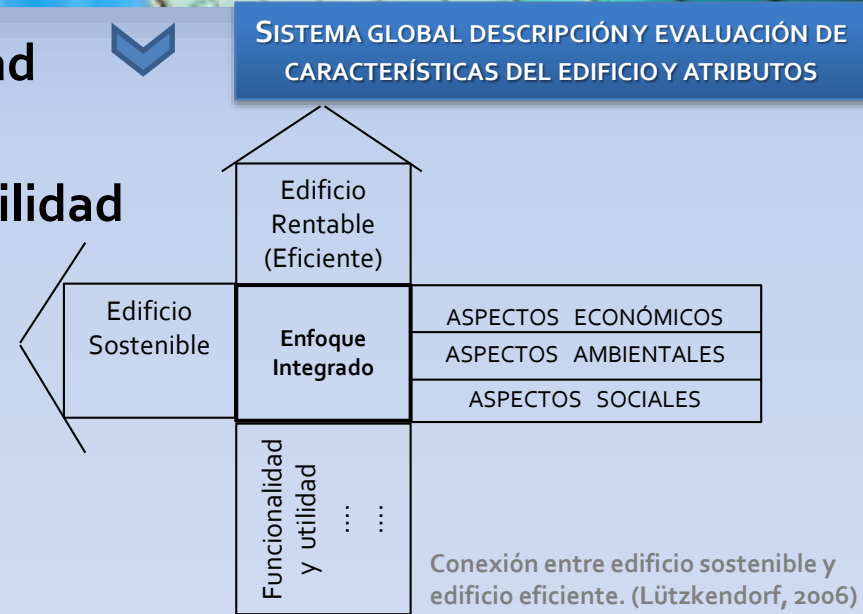 SISTEMA GLOBAL DESCRIPCIÓN Y EVALUACIÓN DE
CARACTERÍSTICAS DEL EDIFICIO Y ATRIBUTOS
ad
ilidad
Edificio
Rentable
(Eficiente)
Edificio
Sostenible
Enfoque
Integrado
ASPECTOS ECONÓMICOS
ASPECTOS AMBIENTALES
ASPECTOS SOCIALES
Funcionalidad
y utilidad
....
....
Conexión entre edificio sostenible y
edificio eficiente. (Lützkendorf, 2006)